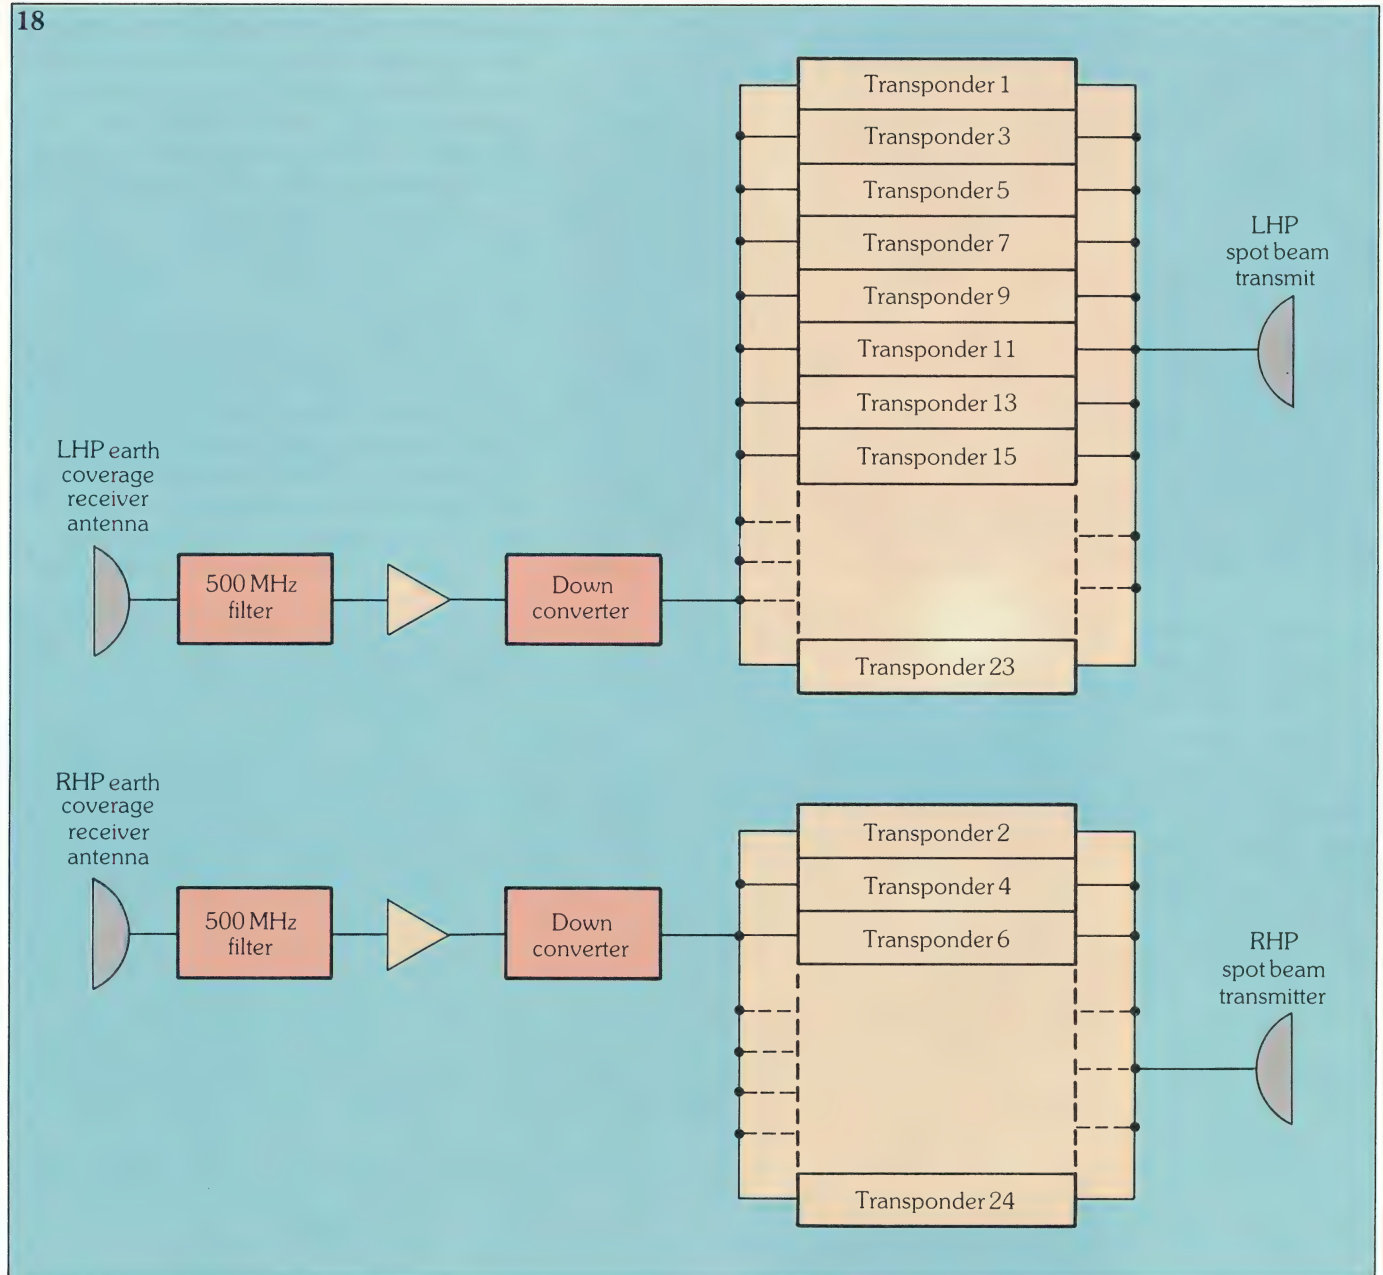 18
Transponder 1
Transponder 3
Transponder 5
Transponder 7
Transponder 9
Transponder 11
Transponder 13
Transponder 15
Transponder 23
LHP
spot beam
transmit
LHP earth
coverage
receiver
antenna
500 MHz
filter
Down
converter
RHP earth
coverage
receiver
antenna
500 MHz
filter
Down
converter
Transponder 2
Transponder 4
Transponder 6
Transponder 24
RHP
spot beam
transmitter